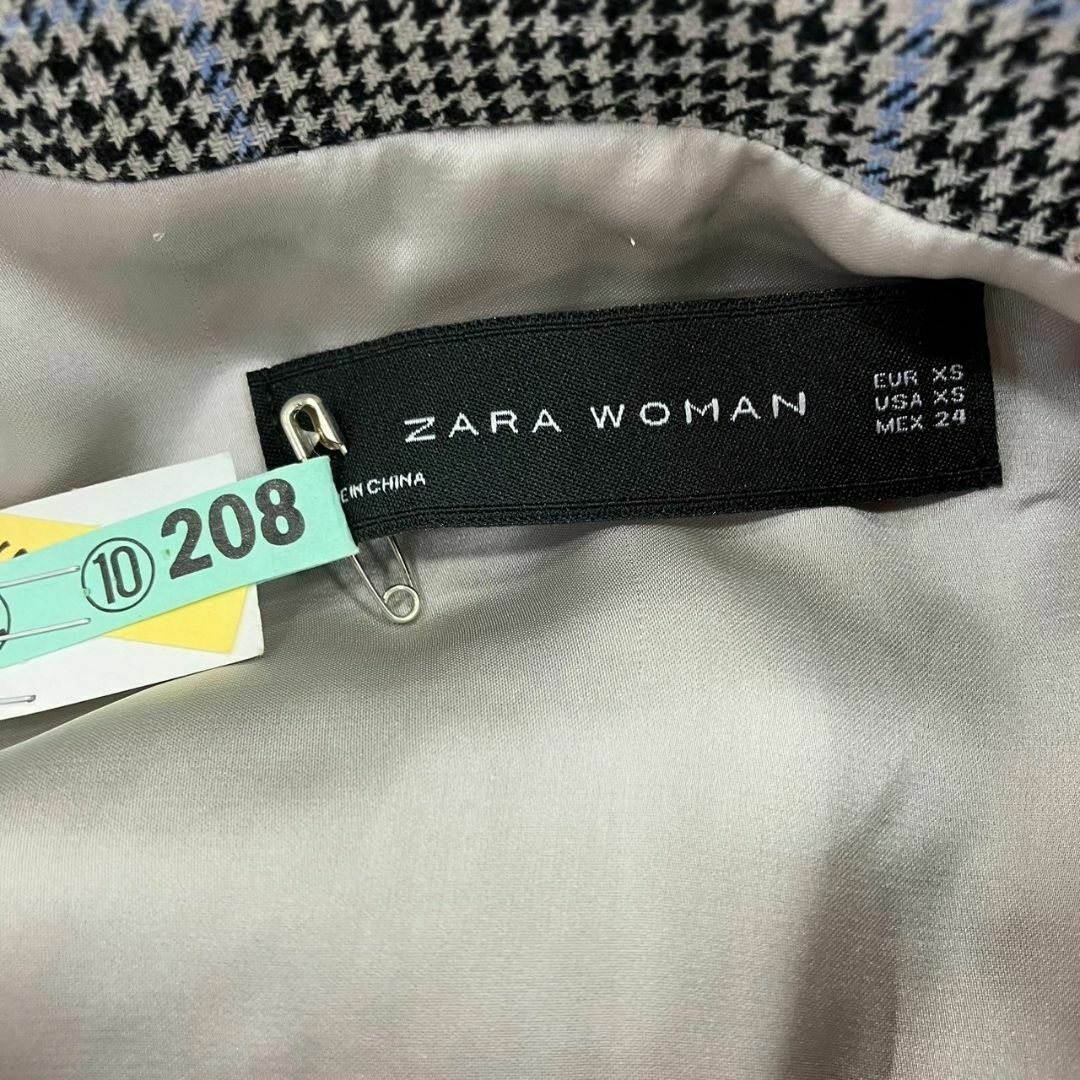 EUR XS
USA XS
MEX 24
ZARA WOMAN
E IN CHINA
⑩ 208